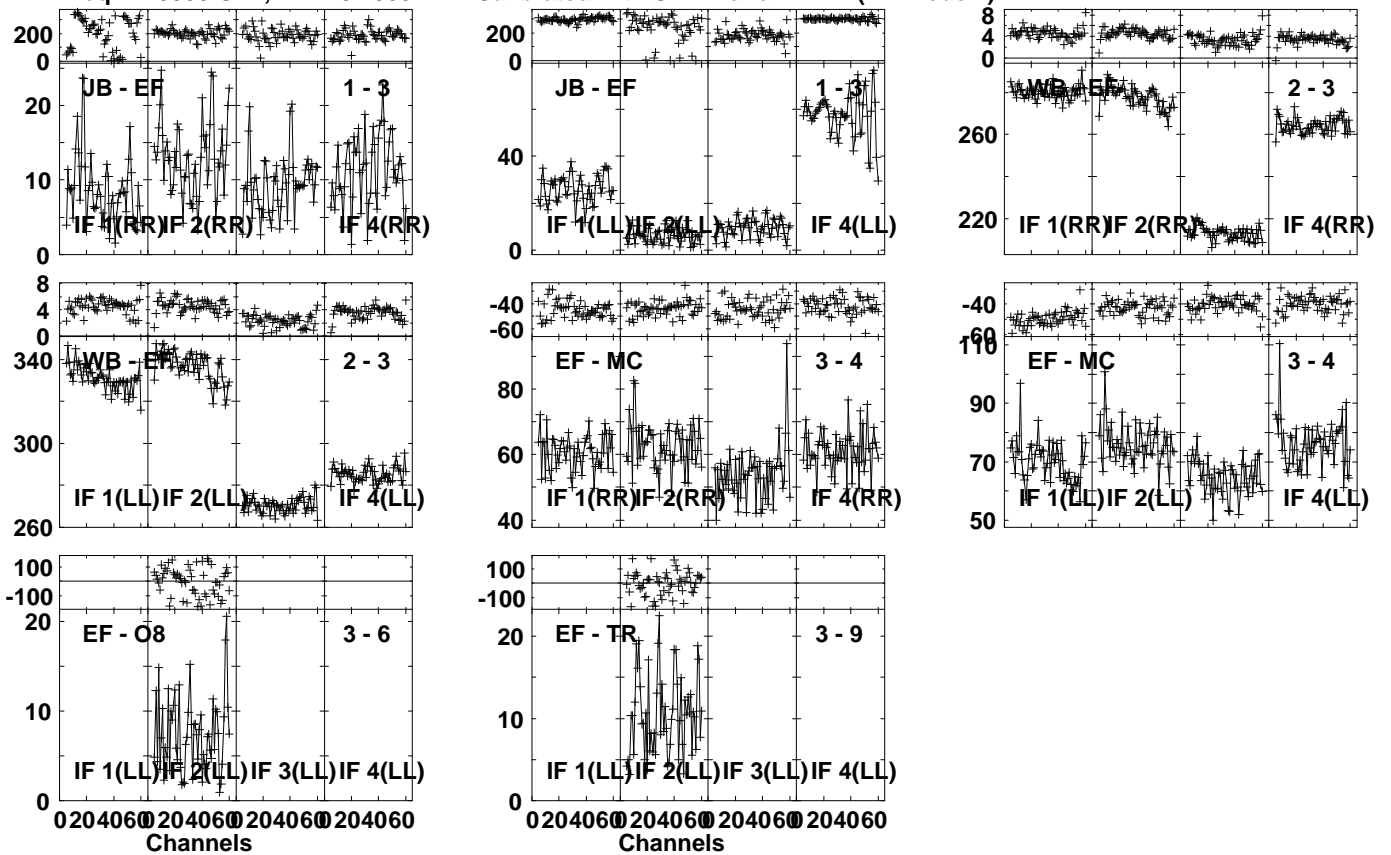 200
0
JB - EF
1 - 3
20
10
0
IF 1(RR)
IF 2(RR)
IF 4(RR)
200
0
JB - EF
1 - 3
40
0
IF 1(LL)
IF 2(LL)
IF 4(LL)
8
4
0
WB - EF
2 - 3
260
220
IF 1(RR)
IF 2(RR)
IF 4(RR)
8
4
0
WB - EF
2 - 3
340
300
260
IF 1(LL)
IF 2(LL)
IF 4(LL)
-40
-60
EF - MC
3 - 4
80
60
40
IF 1(RR)
IF 2(RR)
IF 4(RR)
-40
-60
EF - MC
3 - 4
110
90
70
50
IF 1(LL)
IF 2(LL)
IF 4(LL)
100
-100
EF - O8
3 - 6
20
10
0
IF 1(LL)
IF 2(LL)
IF 3(LL)
IF 4(LL)
0 20 40 60 0 20 40 60 0 20 40 60 0 20 40 60
Channels
100
-100
EF - TR
3 - 9
20
10
0
IF 1(LL)
IF 2(LL)
IF 3(LL)
IF 4(LL)
0 20 40 60 0 20 40 60 0 20 40 60 0 20 40 60
Channels